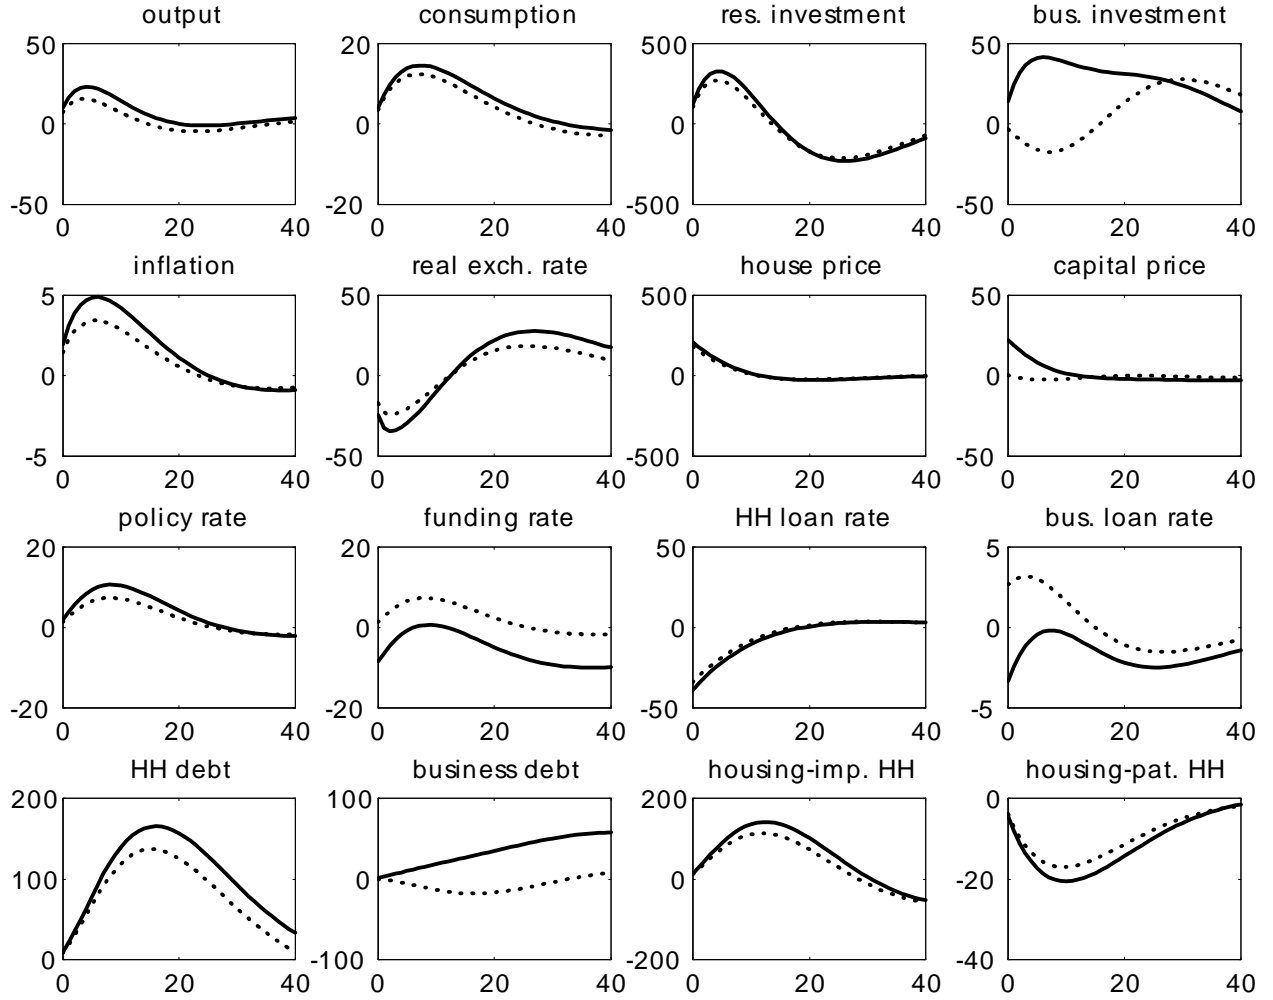 output consumption res. investment bus. investment
50 20 500 50
0 0 0 0
-50 -20 -500 -50
0 20 40 0 20 40 0 20 40 0 20 40
inflation real exch. rate house price capital price
5 50 500 50
0 0 0 0
-5 -50 -500 -50
0 20 40 0 20 40 0 20 40 0 20 40
policy rate funding rate HH loan rate bus. loan rate
20 20 50 5
0 0 0 0
-20 -20 -50 -5
0 20 40 0 20 40 0 20 40 0 20 40
HH debt business debt housing-imp. HH housing-pat. HH
200 100 200 0
100 0 0 -20
0 -100 -200 -40
0 20 40 0 20 40 0 20 40 0 20 40